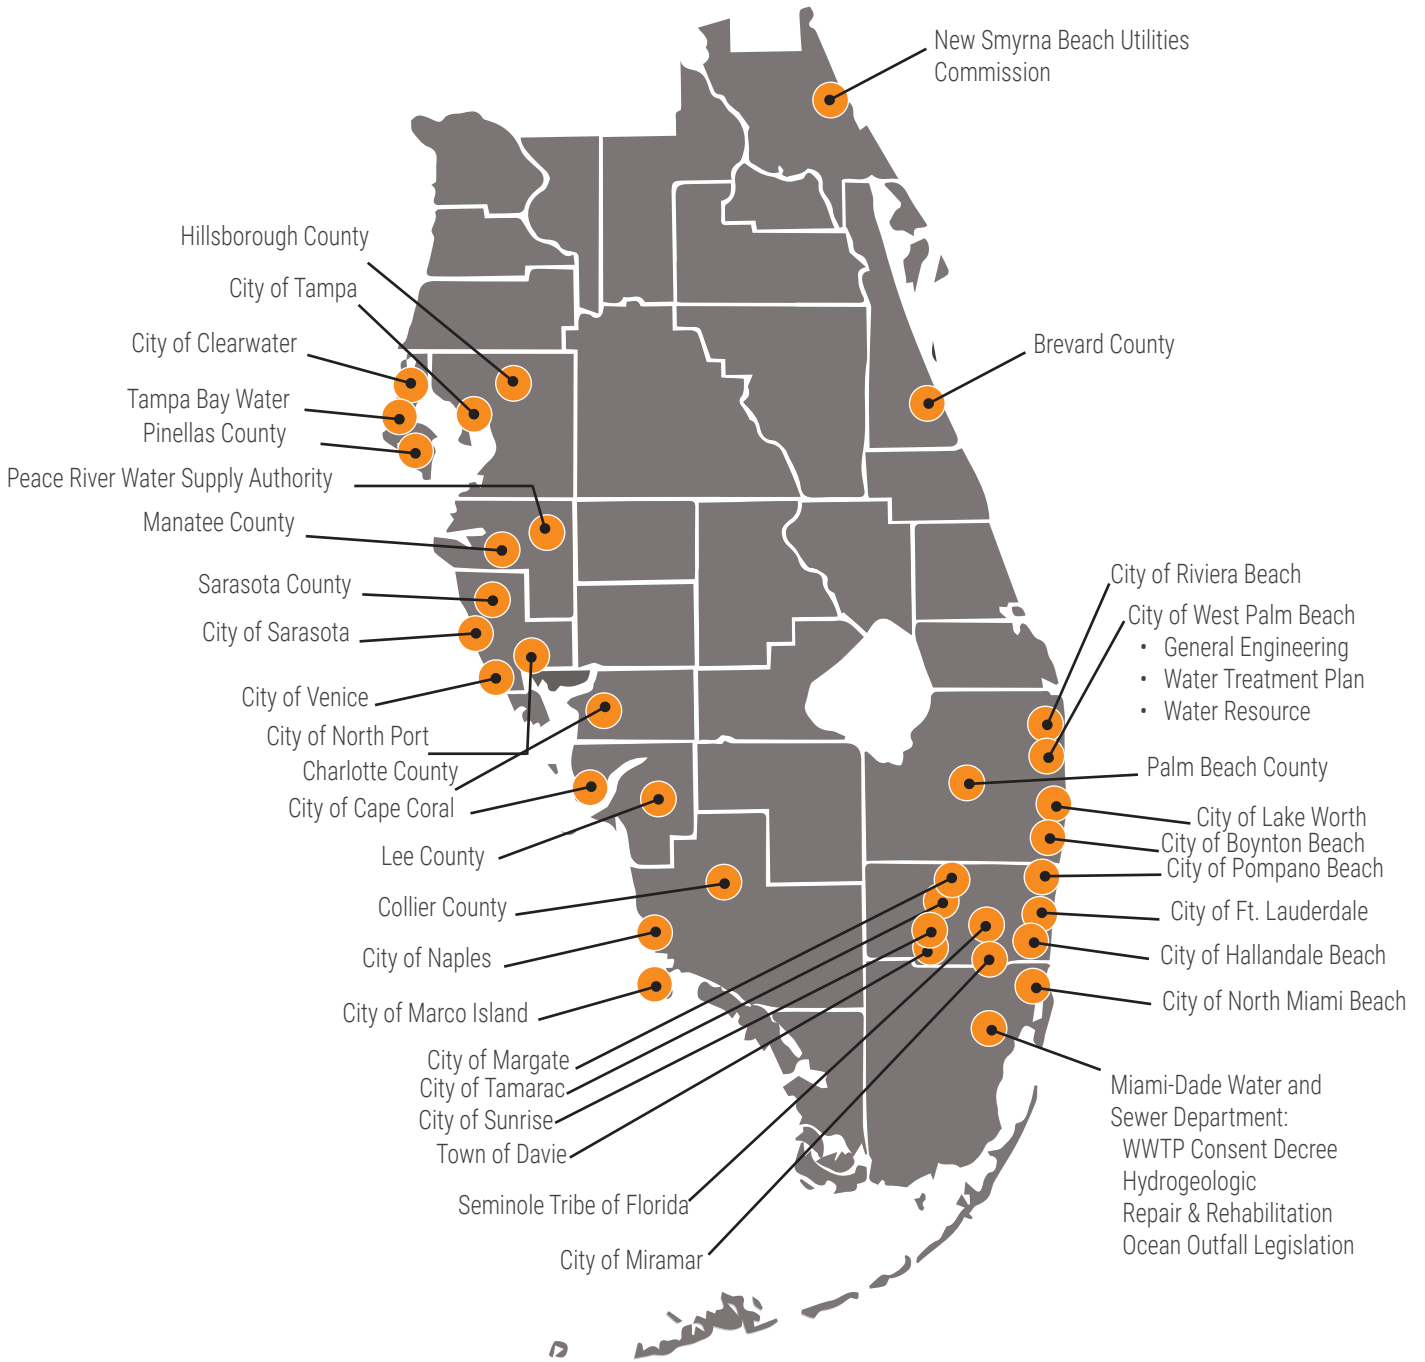 New Smyrna Beach Utilities
Commission
Hillsborough County
City of Tampa
City of Clearwater
Tampa Bay Water
Pinellas County
Peace River Water Supply Authority
Manatee County
Sarasota County
City of Sarasota
City of Venice
City of North Port
Charlotte County
City of Cape Coral
Lee County
Collier County
City of Naples
City of Marco Island
City of Margate
City of Tamarac
City of Sunrise
Town of Davie
Seminole Tribe of Florida
City of Miramar
Brevard County
City of Riviera Beach
City of West Palm Beach
• General Engineering
• Water Treatment Plan
• Water Resource
Palm Beach County
City of Lake Worth
City of Boynton Beach
City of Pompano Beach
City of Ft. Lauderdale
City of Hallandale Beach
City of North Miami Beach
Miami-Dade Water and
Sewer Department:
WWTP Consent Decree
Hydrogeologic
Repair & Rehabilitation
Ocean Outfall Legislation